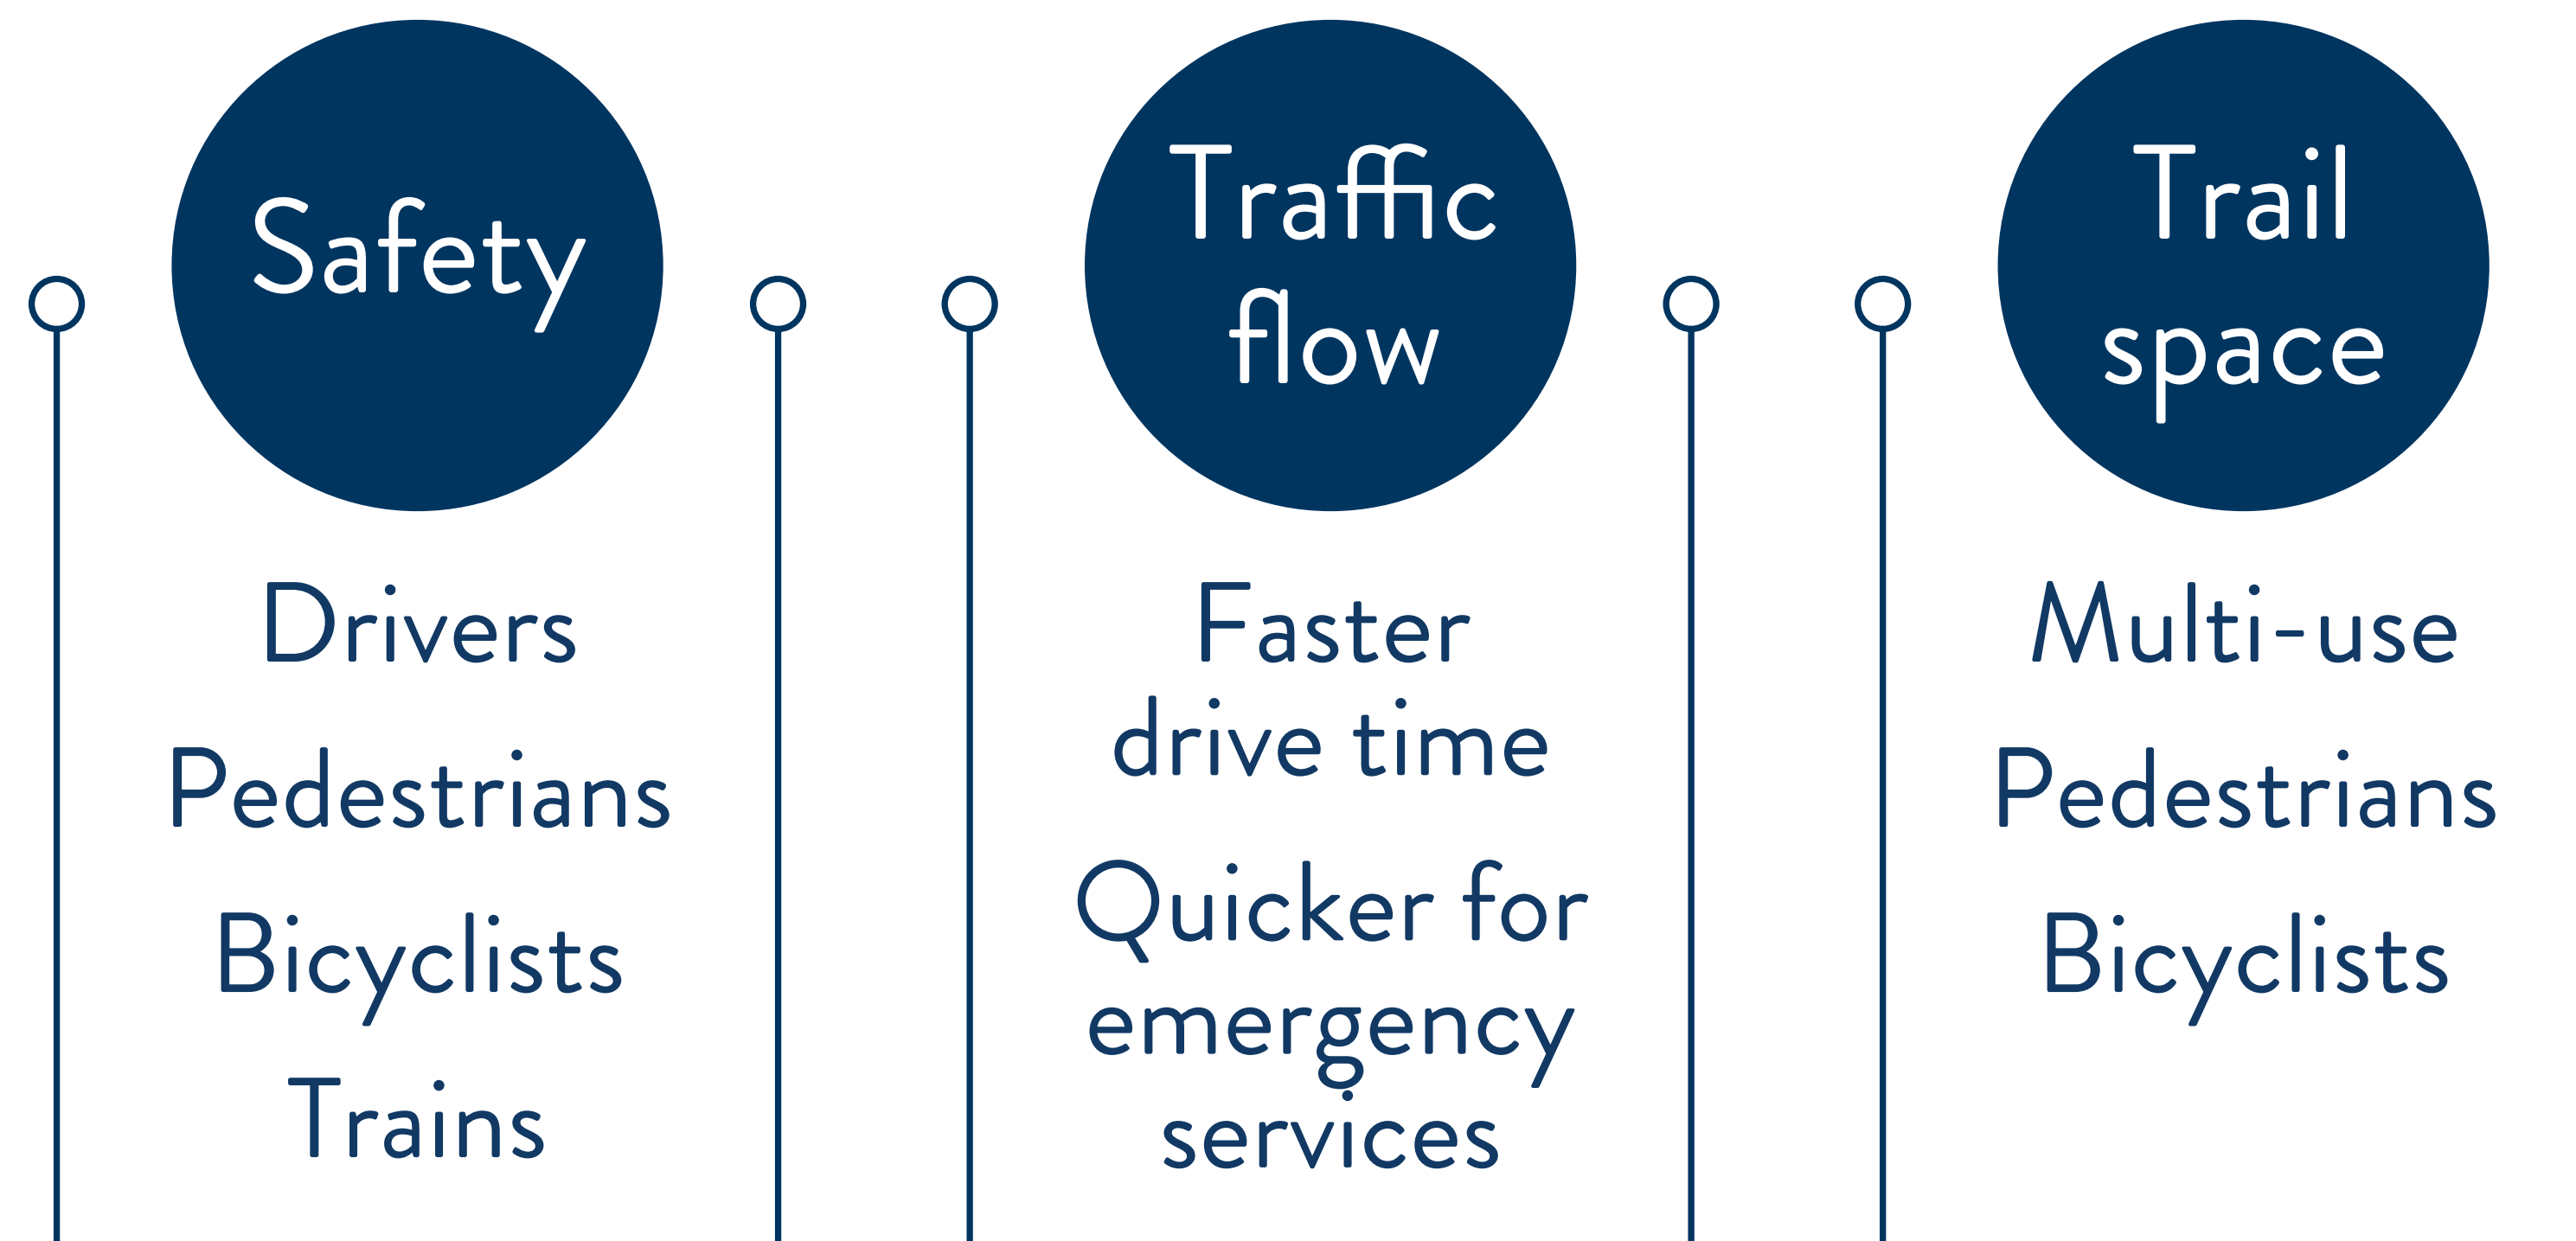 Safety
Drivers
Pedestrians
Bicyclists
Trains
Traffic
flow
Faster
drive time
Quicker for
emergency
services
Trail
space
Multi-use
Pedestrians
Bicyclists